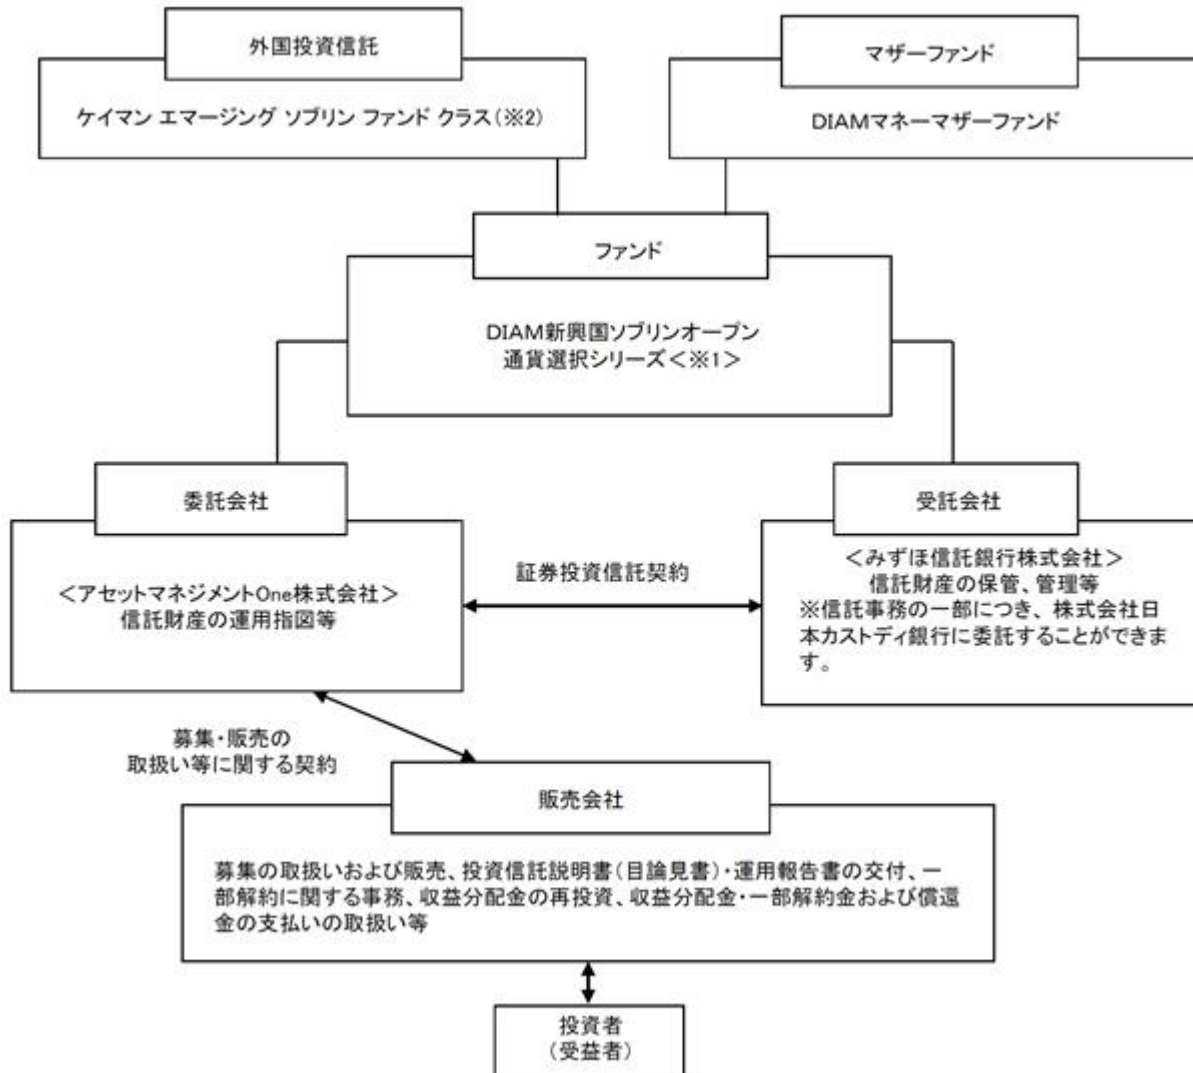 外国投資信託
ケイマン エマージング ソブリン ファンド クラス(※2)
マザーファンド
DIAMマネーマザーファンド
ファンド
DIAM新興国ソブリンオープン
通貨選択シリーズ<※1>
委託会社
<アセットマネジメントOne株式会社>
信託財産の運用指図等
証券投資信託契約
受託会社
<みずほ信託銀行株式会社>
信託財産の保管、管理等
※信託事務の一部につき、株式会社日
本カストディ銀行に委託することができま
す。
募集・販売の
取扱い等に関する契約
販売会社
募集の取扱いおよび販売、投資信託説明書(目論見書)・運用報告書の交付、一
部解約に関する事務、収益分配金の再投資、収益分配金・一部解約金および償還
金の支払いの取扱い等
投資者
(受益者)